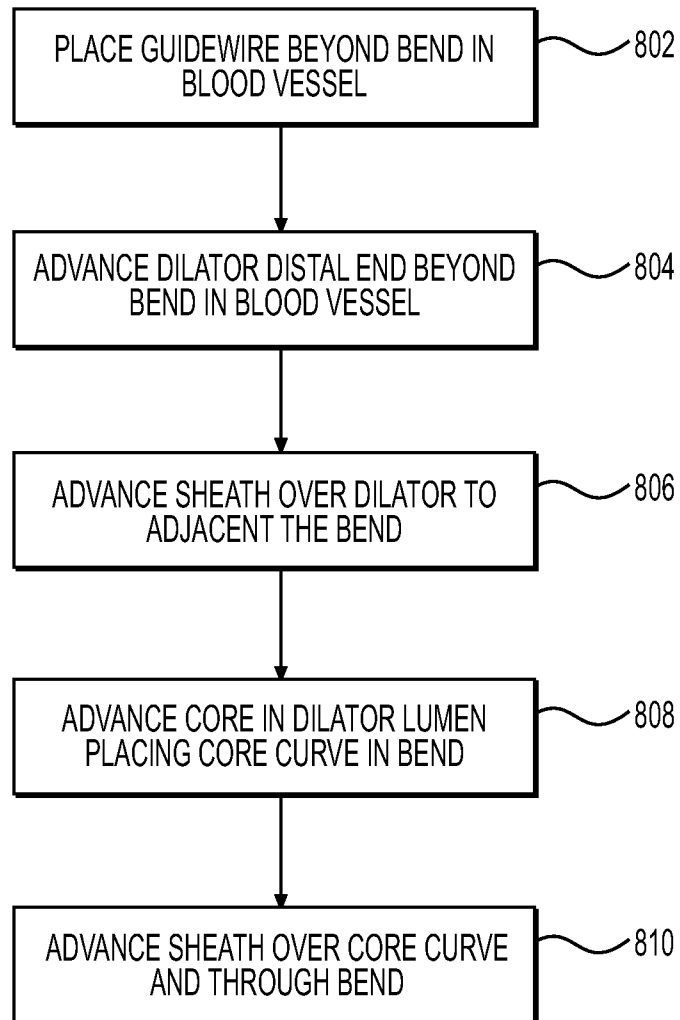 PLACE GUIDEWIRE BEYOND BEND IN
BLOOD VESSEL
802
ADVANCE DILATOR DISTAL END BEYOND
BEND IN BLOOD VESSEL
804
ADVANCE SHEATH OVER DILATOR TO
ADJACENT THE BEND
806
ADVANCE CORE IN DILATOR LUMEN
PLACING CORE CURVE IN BEND
808
ADVANCE SHEATH OVER CORE CURVE
AND THROUGH BEND
810